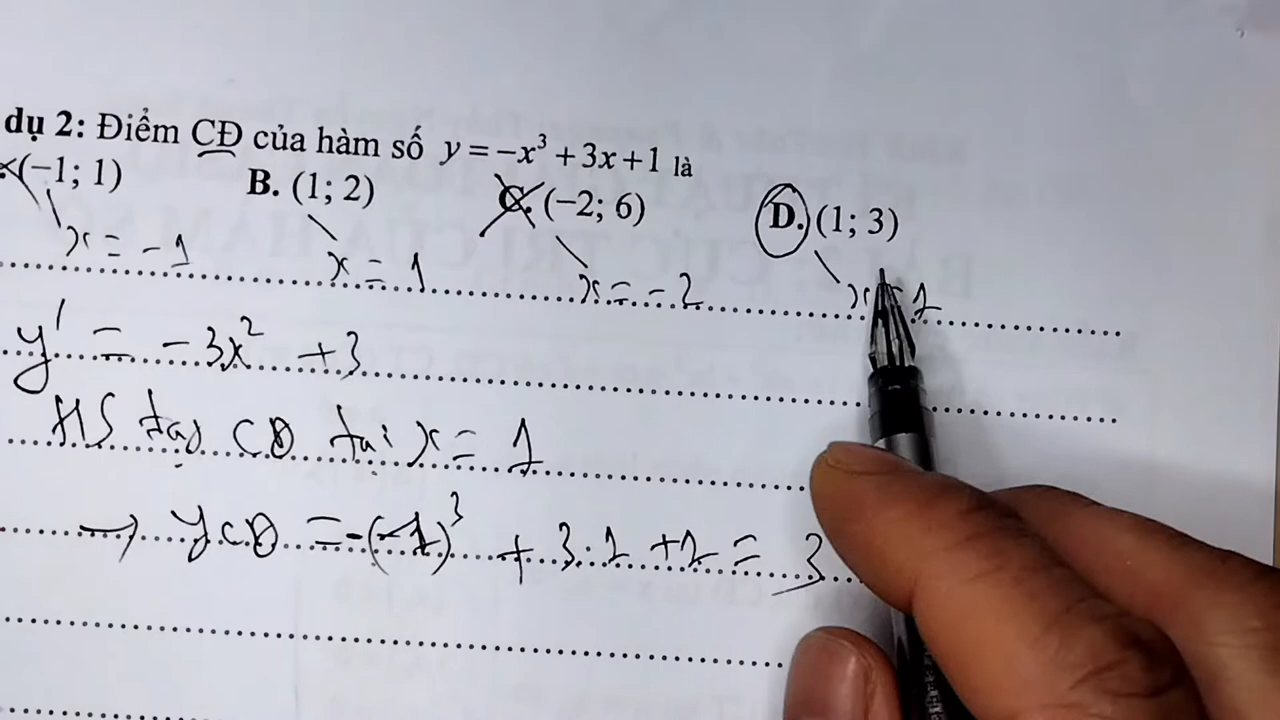 dụ 2: Điểm CĐ của hàm số y = −x³ + 3x + 1 là
(−1; 1) B. (1; 2) C. (−2; 6) D. (1; 3)
x = -1 x = 1 x = -2 x = 1
y' = -3x² + 3
HS đạt CĐ tại x = 1
→ yCĐ = -(1)³ + 3.1 + 1 = 3